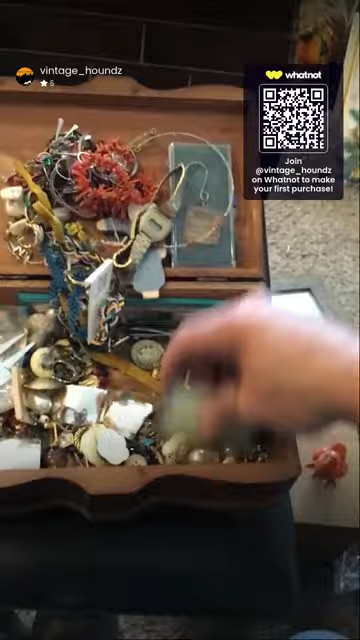 vintage_houndz
★5
whatnot
Join
@vintage_houndz
on Whatnot to make
your first purchase!